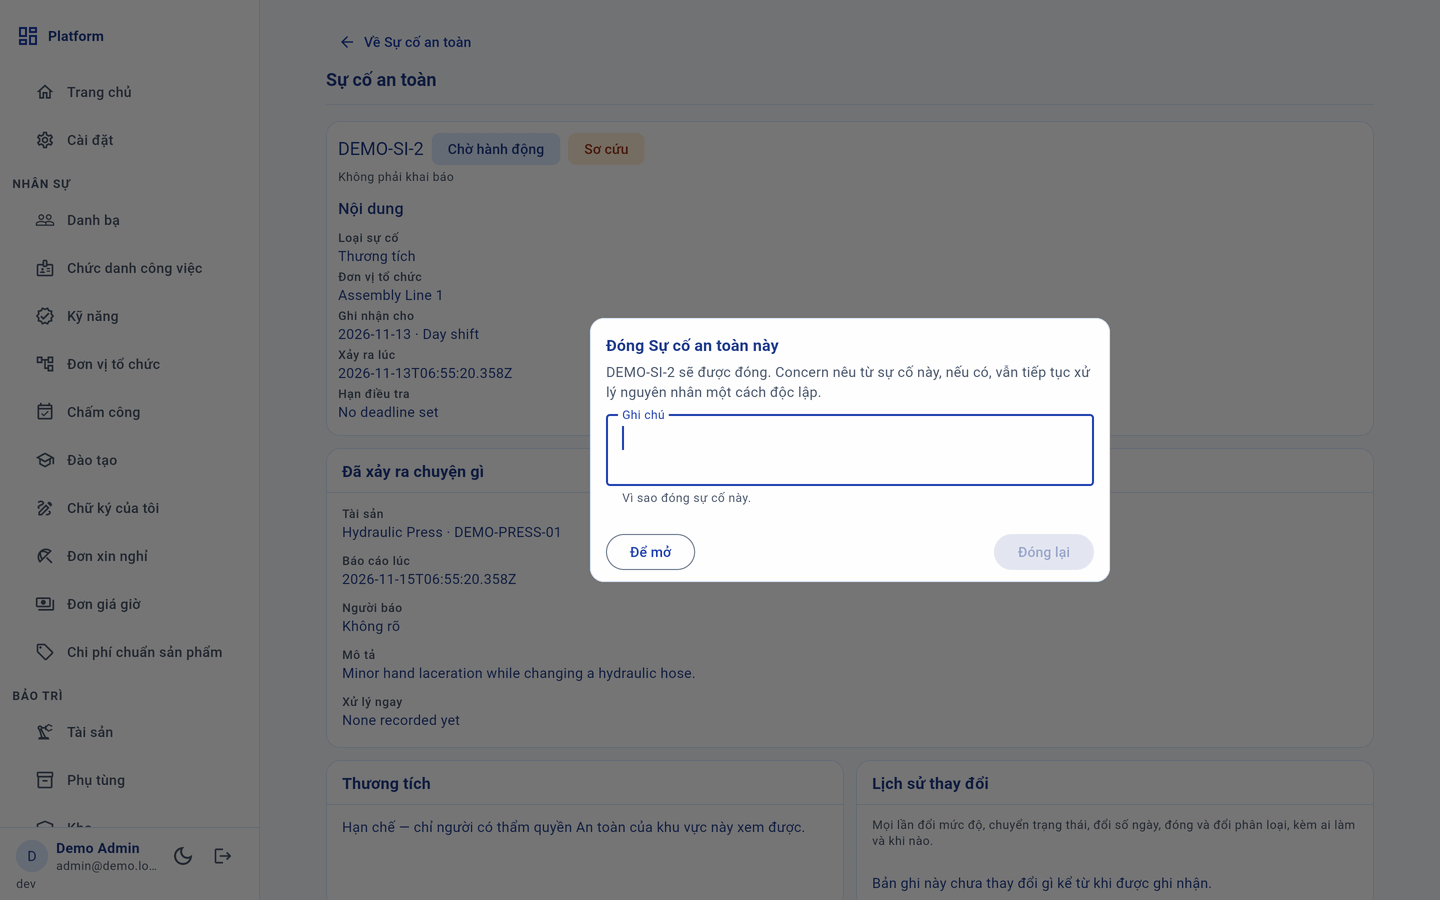 Platform
Trang chủ
Cài đặt
NHÂN SỰ
Danh bạ
Chức danh công việc
Kỹ năng
Đơn vị tổ chức
Chấm công
Đào tạo
Chữ ký của tôi
Đơn xin nghỉ
Đơn giá giờ
Chi phí chuẩn sản phẩm
BẢO TRÌ
Tài sản
Phụ tùng
Kho
D
Demo Admin
admin@demo.lo…
dev
Về Sự cố an toàn
Sự cố an toàn
DEMO-SI-2 Chờ hành động Sơ cứu
Không phải khai báo
Nội dung
Loại sự cố
Thương tích
Đơn vị tổ chức
Assembly Line 1
Ghi nhận cho
2026-11-13 · Day shift
Xảy ra lúc
2026-11-13T06:55:20.358Z
Hạn điều tra
No deadline set
Đã xảy ra chuyện gì
Tài sản
Hydraulic Press · DEMO-PRESS-01
Báo cáo lúc
2026-11-15T06:55:20.358Z
Người báo
Không rõ
Mô tả
Minor hand laceration while changing a hydraulic hose.
Xử lý ngay
None recorded yet
Thương tích
Hạn chế — chỉ người có thẩm quyền An toàn của khu vực này xem được.
Lịch sử thay đổi
Mọi lần đổi mức độ, chuyển trạng thái, đổi số ngày, đóng và đổi phân loại, kèm ai làm
và khi nào.
Bản ghi này chưa thay đổi gì kể từ khi được ghi nhận.
Đóng Sự cố an toàn này
DEMO-SI-2 sẽ được đóng. Concern nêu từ sự cố này, nếu có, vẫn tiếp tục xử
lý nguyên nhân một cách độc lập.
Ghi chú
Vì sao đóng sự cố này.
Để mở
Đóng lại